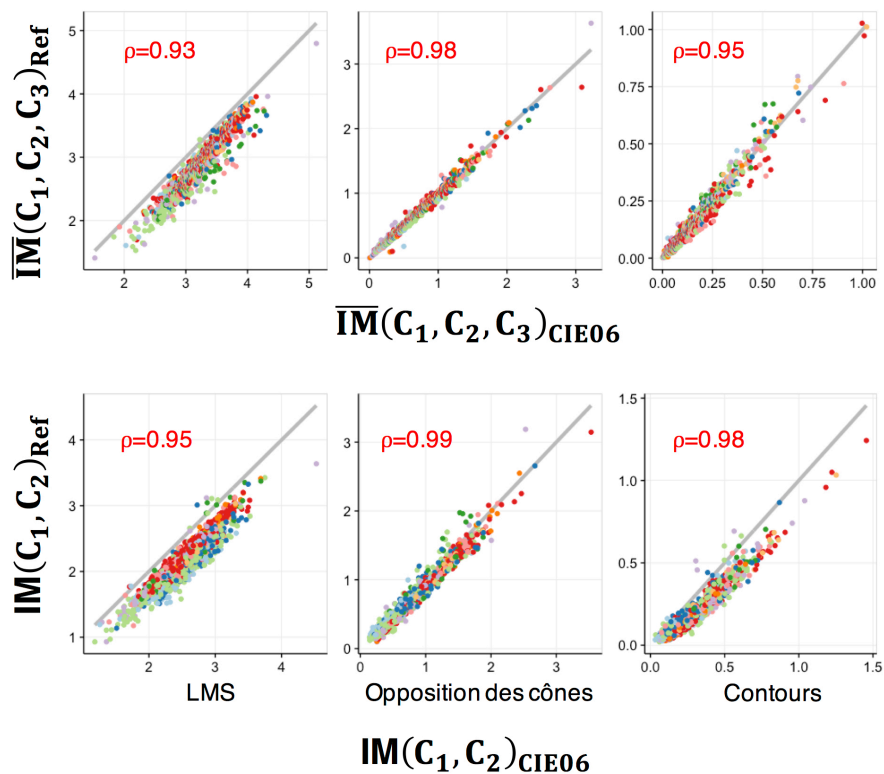 ρ=0.93
ρ=0.98
ρ=0.95
5
4
3
2
2 3 4 5
3
2
1
0
0 1 2 3
1.00
0.75
0.50
0.25
0.00
0.00 0.25 0.50 0.75 1.00
I̅M̅(C₁, C₂, C₃)Ref
I̅M̅(C₁, C₂, C₃)CIE06
ρ=0.95
ρ=0.99
ρ=0.98
4
3
2
1
2 3 4
3
2
1
0
0 1 2 3
1.5
1.0
0.5
0.0
0.0 0.5 1.0 1.5
IM(C₁, C₂)Ref
LMS
Opposition des cônes
Contours
IM(C₁, C₂)CIE06